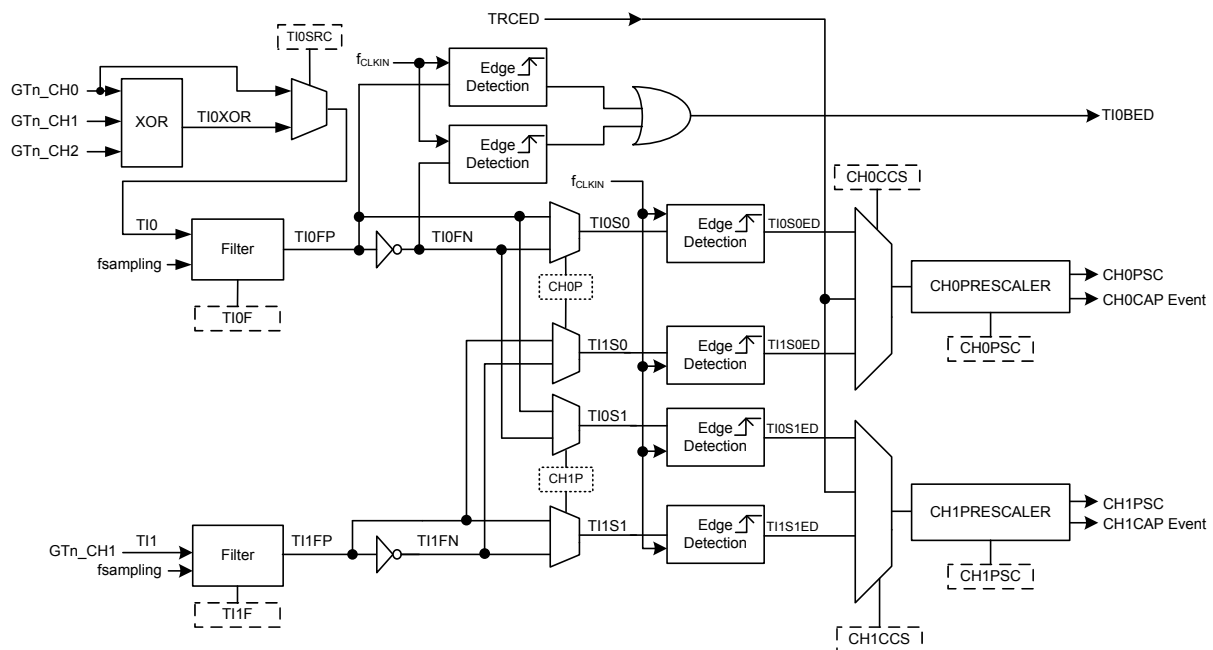 TRCED
TI0SRC
fCLKIN
Edge
Detection
GTn_CH0
GTn_CH1
GTn_CH2
XOR
TI0XOR
TI0BED
Edge
Detection
fCLKIN
CH0CCS
TI0
Filter
fsampling
TI0F
TI0FP
TI0FN
TI0S0
Edge
Detection
TI0S0ED
CH0P
CH0PRESCALER
CH0PSC
CH0CAP Event
CH0PSC
TI1S0
Edge
Detection
TI1S0ED
TI0S1
Edge
Detection
TI0S1ED
CH1P
CH1PRESCALER
CH1PSC
CH1CAP Event
CH1PSC
GTn_CH1
TI1
fsampling
Filter
TI1F
TI1FP
TI1FN
TI1S1
Edge
Detection
TI1S1ED
CH1CCS